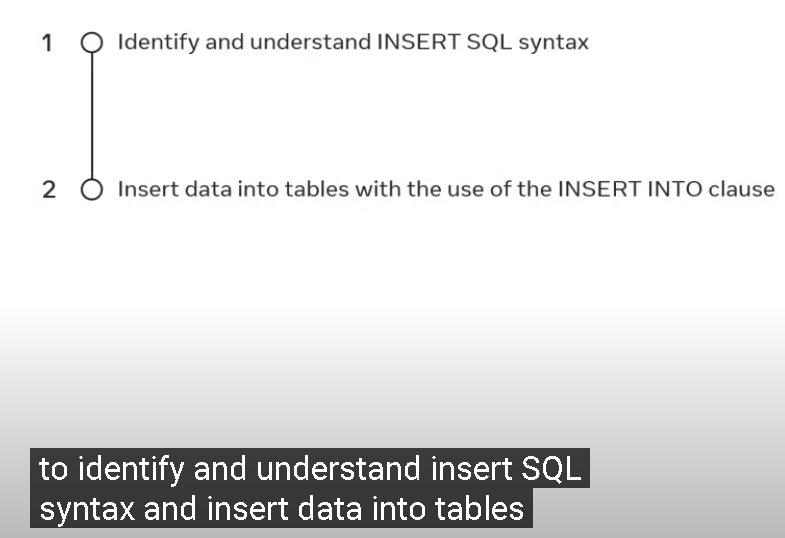 1 Identify and understand INSERT SQL syntax
2 Insert data into tables with the use of the INSERT INTO clause
to identify and understand insert SQL
syntax and insert data into tables